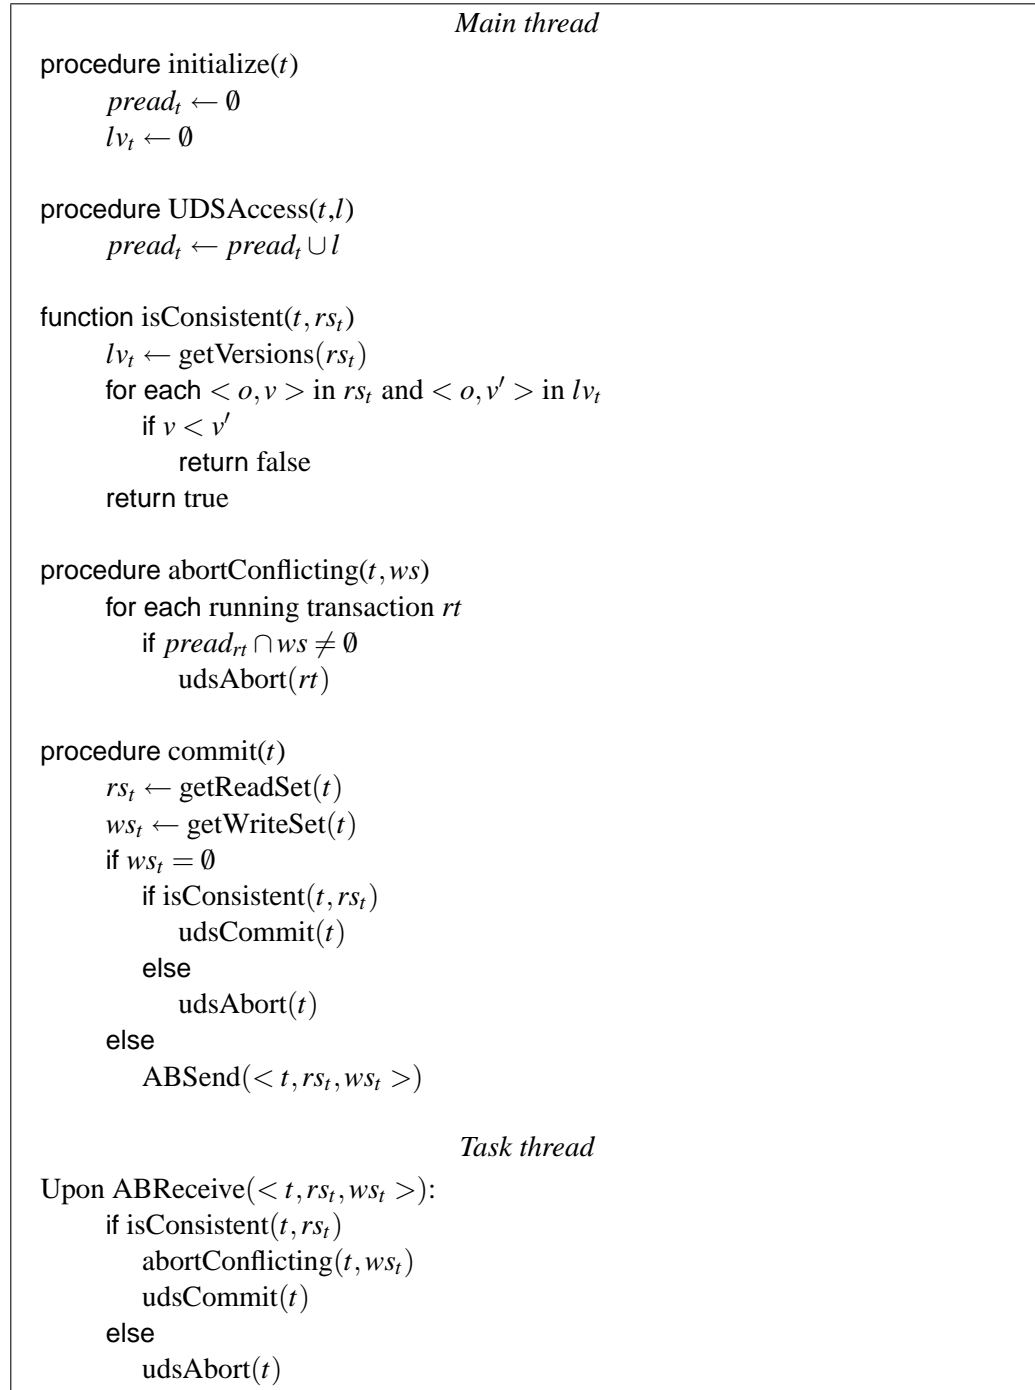 Main thread
procedure initialize(t)
pread_t ← ∅
lv_t ← ∅
procedure UDSAccess(t,l)
pread_t ← pread_t ∪ l
function isConsistent(t, rs_t)
lv_t ← getVersions(rs_t)
for each < o, v > in rs_t and < o, v′ > in lv_t
if v < v′
return false
return true
procedure abortConflicting(t, ws)
for each running transaction rt
if pread_rt ∩ ws ≠ ∅
udsAbort(rt)
procedure commit(t)
rs_t ← getReadSet(t)
ws_t ← getWriteSet(t)
if ws_t = ∅
if isConsistent(t, rs_t)
udsCommit(t)
else
udsAbort(t)
else
ABSend(< t, rs_t, ws_t >)
Task thread
Upon ABReceive(< t, rs_t, ws_t >):
if isConsistent(t, rs_t)
abortConflicting(t, ws_t)
udsCommit(t)
else
udsAbort(t)